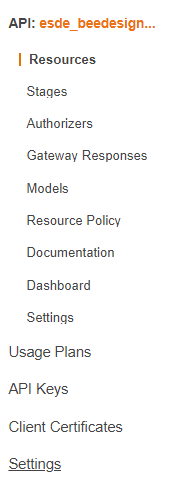 API: esde_beedesign...
Resources
Stages
Authorizers
Gateway Responses
Models
Resource Policy
Documentation
Dashboard
Settings
Usage Plans
API Keys
Client Certificates
Settings